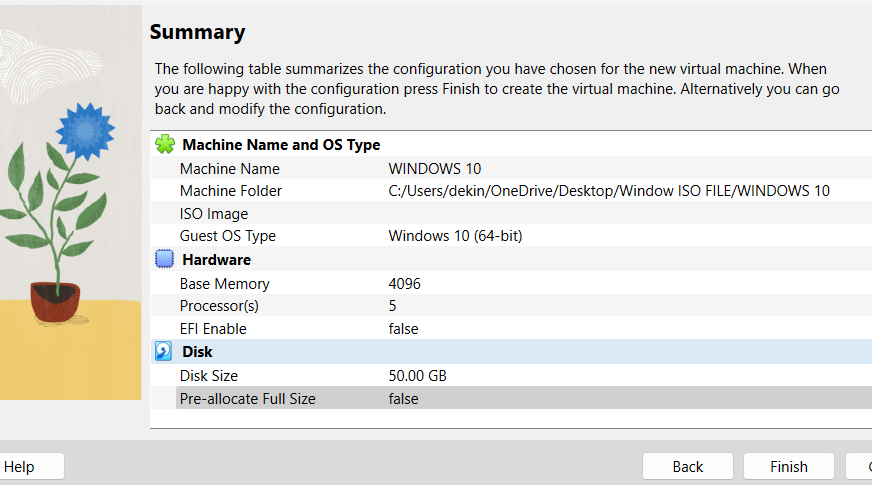 Summary
The following table summarizes the configuration you have chosen for the new virtual machine. When
you are happy with the configuration press Finish to create the virtual machine. Alternatively you can go
back and modify the configuration.
Machine Name and OS Type
Machine Name WINDOWS 10
Machine Folder C:/Users/dekin/OneDrive/Desktop/Window ISO FILE/WINDOWS 10
ISO Image
Guest OS Type Windows 10 (64-bit)
Hardware
Base Memory 4096
Processor(s) 5
EFI Enable false
Disk
Disk Size 50.00 GB
Pre-allocate Full Size false
Help Back Finish